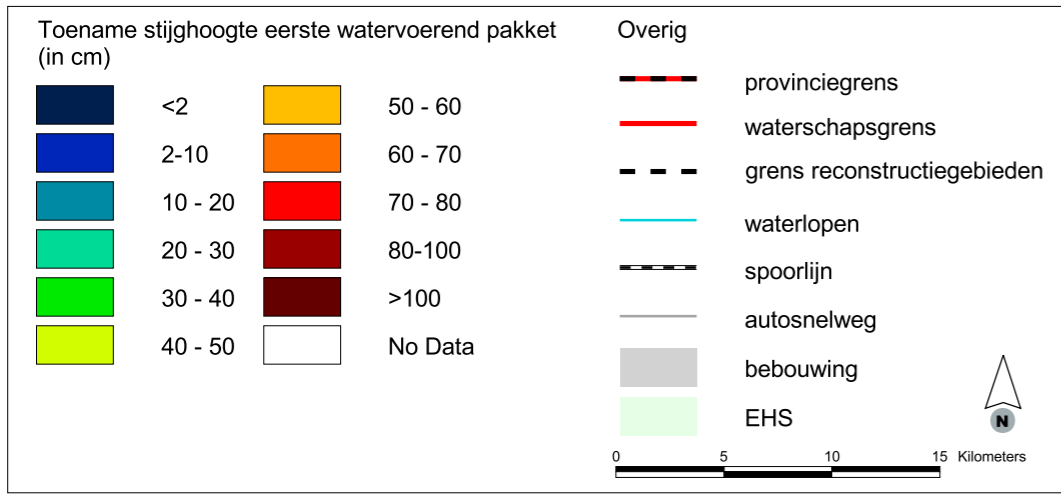 Toename stijghoogte eerste watervoerend pakket
(in cm)
<2
2-10
10 - 20
20 - 30
30 - 40
40 - 50
50 - 60
60 - 70
70 - 80
80-100
>100
No Data
Overig
provinciegrens
waterschapsgrens
grens reconstructiegebieden
waterlopen
spoorlijn
autosnelweg
bebouwing
EHS
N
0 5 10 15 Kilometers